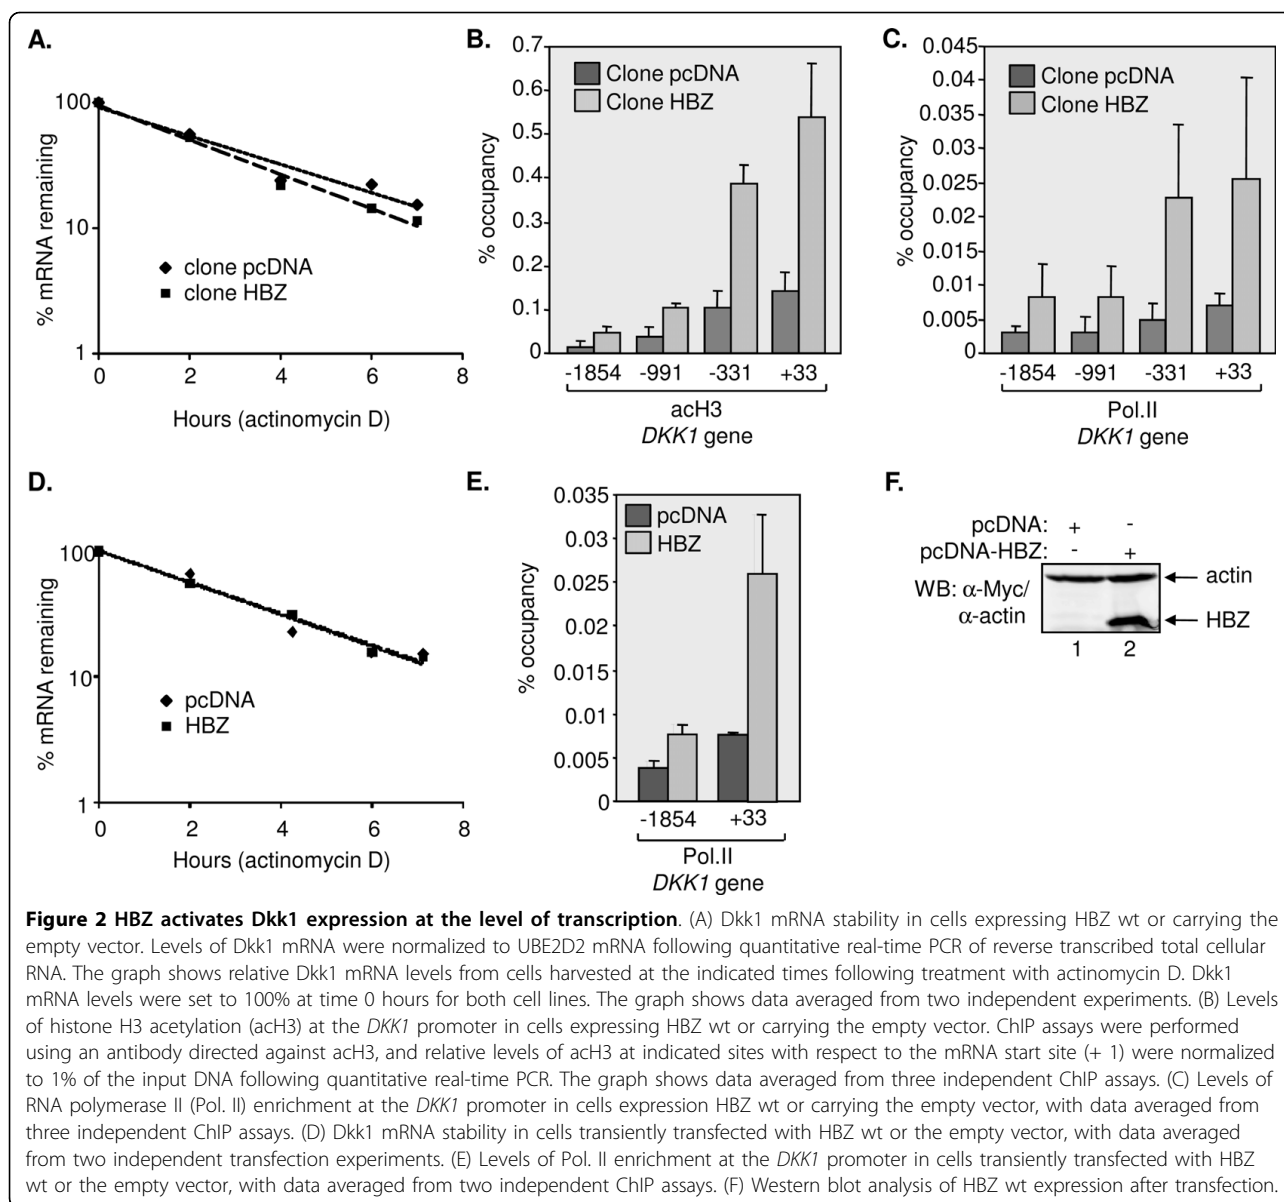 A.
100
10
1
% mRNA remaining
clone pcDNA
clone HBZ
0 2 4 6 8
Hours (actinomycin D)
B.
0.7
0.6
0.5
0.4
0.3
0.2
0.1
0
% occupancy
Clone pcDNA
Clone HBZ
-1854 -991 -331 +33
acH3
DKK1 gene
C.
0.045
0.04
0.035
0.03
0.025
0.02
0.015
0.01
0.005
0
% occupancy
Clone pcDNA
Clone HBZ
-1854 -991 -331 +33
Pol.II
DKK1 gene
D.
100
10
1
% mRNA remaining
pcDNA
HBZ
0 2 4 6 8
Hours (actinomycin D)
E.
0.035
0.03
0.025
0.02
0.015
0.01
0.005
0
% occupancy
pcDNA
HBZ
-1854 +33
Pol.II
DKK1 gene
F.
pcDNA: + -
pcDNA-HBZ: - +
WB: α-Myc/
α-actin
actin
HBZ
1 2
Figure 2 HBZ activates Dkk1 expression at the level of transcription. (A) Dkk1 mRNA stability in cells expressing HBZ wt or carrying the
empty vector. Levels of Dkk1 mRNA were normalized to UBE2D2 mRNA following quantitative real-time PCR of reverse transcribed total cellular
RNA. The graph shows relative Dkk1 mRNA levels from cells harvested at the indicated times following treatment with actinomycin D. Dkk1
mRNA levels were set to 100% at time 0 hours for both cell lines. The graph shows data averaged from two independent experiments. (B) Levels
of histone H3 acetylation (acH3) at the DKK1 promoter in cells expressing HBZ wt or carrying the empty vector. ChIP assays were performed
using an antibody directed against acH3, and relative levels of acH3 at indicated sites with respect to the mRNA start site (+ 1) were normalized
to 1% of the input DNA following quantitative real-time PCR. The graph shows data averaged from three independent ChIP assays. (C) Levels of
RNA polymerase II (Pol. II) enrichment at the DKK1 promoter in cells expression HBZ wt or carrying the empty vector, with data averaged from
three independent ChIP assays. (D) Dkk1 mRNA stability in cells transiently transfected with HBZ wt or the empty vector, with data averaged
from two independent transfection experiments. (E) Levels of Pol. II enrichment at the DKK1 promoter in cells transiently transfected with HBZ
wt or the empty vector, with data averaged from two independent ChIP assays. (F) Western blot analysis of HBZ wt expression after transfection.